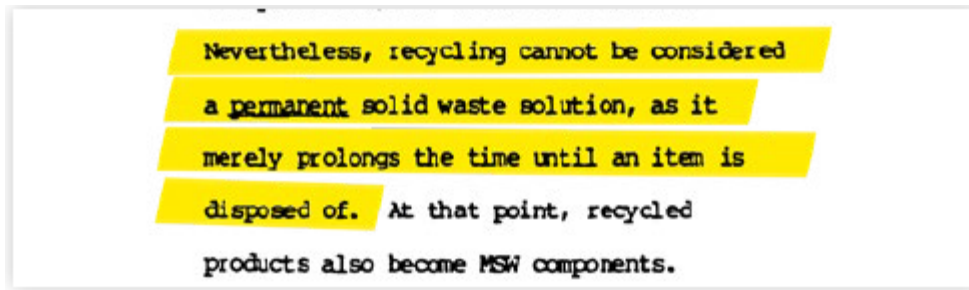 Nevertheless, recycling cannot be considered
a permanent solid waste solution, as it
merely prolongs the time until an item is
disposed of. At that point, recycled
products also become MSW components.